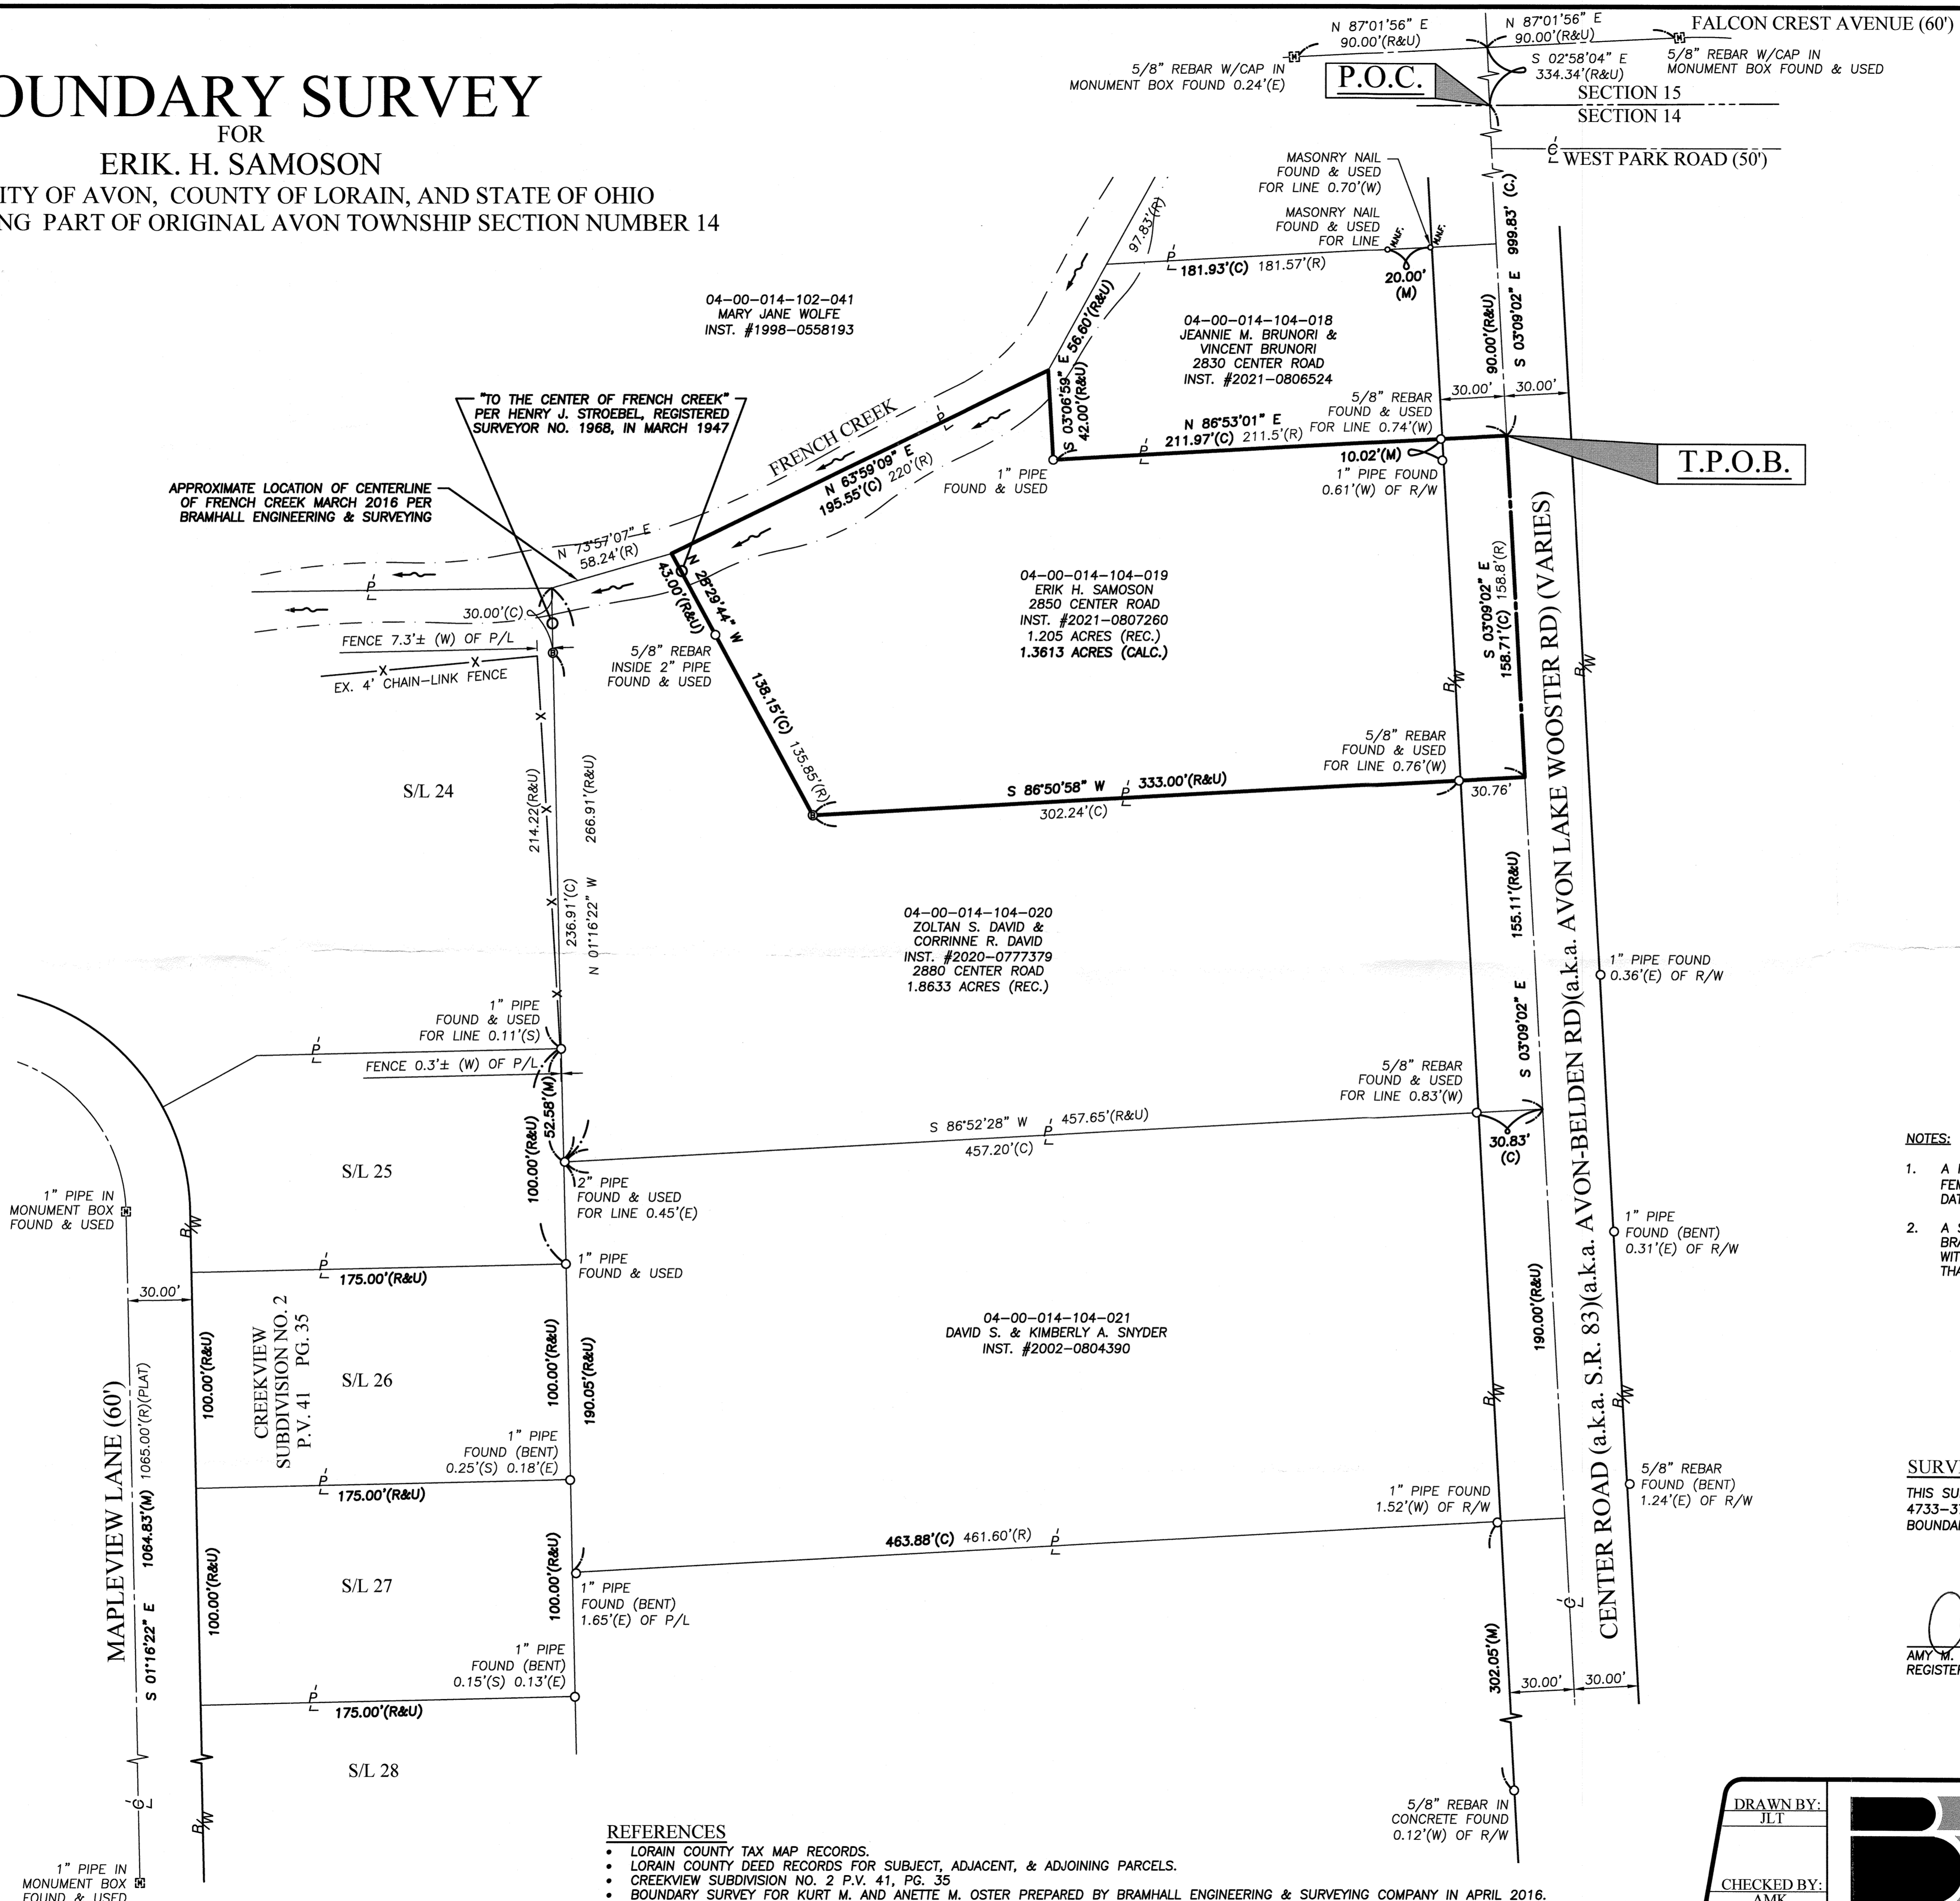 OUNDARY SURVEY
FOR
ERIK. H. SAMOSON
ITY OF AVON, COUNTY OF LORAIN, AND STATE OF OHIO
NG PART OF ORIGINAL AVON TOWNSHIP SECTION NUMBER 14
N 87°01'56" E
90.00'(R&U)
N 87°01'56" E
90.00'(R&U)
FALCON CREST AVENUE (60')
5/8" REBAR W/CAP IN
MONUMENT BOX FOUND 0.24'(E)
P.O.C.
S 02°58'04" E
334.34'(R&U)
5/8" REBAR W/CAP IN
MONUMENT BOX FOUND & USED
SECTION 15
SECTION 14
WEST PARK ROAD (50')
MASONRY NAIL
FOUND & USED
FOR LINE 0.70'(W)
MASONRY NAIL
FOUND & USED
FOR LINE
M.N.F.
M.N.F.
97.83'(R)
181.93'(C) 181.57'(R)
20.00'
(M)
90.00'(R&U)
S 03°09'02" E 999.83' (C.)
04-00-014-102-041
MARY JANE WOLFE
INST. #1998-0558193
04-00-014-104-018
JEANNIE M. BRUNORI &
VINCENT BRUNORI
2830 CENTER ROAD
INST. #2021-0806524
56.60'(R&U)
S 03°06'59" E
42.00'(R&U)
30.00'
30.00'
"TO THE CENTER OF FRENCH CREEK"
PER HENRY J. STROEBEL, REGISTERED
SURVEYOR NO. 1968, IN MARCH 1947
5/8" REBAR
FOUND & USED
FOR LINE 0.74'(W)
FRENCH CREEK
N 86°53'01" E
211.97'(C) 211.5'(R)
10.02'(M)
1" PIPE FOUND
0.61'(W) OF R/W
T.P.O.B.
1" PIPE
FOUND & USED
N 63°59'09" E
195.55'(C) 220'(R)
APPROXIMATE LOCATION OF CENTERLINE
OF FRENCH CREEK MARCH 2016 PER
BRAMHALL ENGINEERING & SURVEYING
N 73°57'07" E
58.24'(R)
N 28°29'44" W
43.00'(R&U)
30.00'(C)
FENCE 7.3'± (W) OF P/L
EX. 4' CHAIN-LINK FENCE
5/8" REBAR
INSIDE 2" PIPE
FOUND & USED
04-00-014-104-019
ERIK H. SAMOSON
2850 CENTER ROAD
INST. #2021-0807260
1.205 ACRES (REC.)
1.3613 ACRES (CALC.)
S 03°09'02" E
158.71'(C) 158.8'(R)
138.15'(C) 135.85'(R)
5/8" REBAR
FOUND & USED
FOR LINE 0.76'(W)
S 86°50'58" W 333.00'(R&U)
302.24'(C)
30.76'
S/L 24
214.22(R&U)
266.91'(R&U)
236.91'(C)
N 01°16'22" W
04-00-014-104-020
ZOLTAN S. DAVID &
CORRINNE R. DAVID
INST. #2020-0777379
2880 CENTER ROAD
1.8633 ACRES (REC.)
155.11'(R&U)
S 03°09'02" E
1" PIPE FOUND
0.36'(E) OF R/W
1" PIPE
FOUND & USED
FOR LINE 0.11'(S)
FENCE 0.3'± (W) OF P/L
52.58'(M)
100.00'(R&U)
5/8" REBAR
FOUND & USED
FOR LINE 0.83'(W)
S 86°52'28" W 457.65'(R&U)
457.20'(C)
30.83'
(C)
S/L 25
2" PIPE
FOUND & USED
FOR LINE 0.45'(E)
1" PIPE IN
MONUMENT BOX
FOUND & USED
R/W
1" PIPE
FOUND & USED
175.00'(R&U)
30.00'
1" PIPE
FOUND (BENT)
0.31'(E) OF R/W
CENTER ROAD (a.k.a. S.R. 83)(a.k.a. AVON-BELDEN RD)(a.k.a. AVON LAKE WOOSTER RD) (VARIES)
R/W
R/W
R/W
R/W
190.00'(R&U)
CREEKVIEW
SUBDIVISION NO. 2
P.V. 41 PG. 35
100.00'(R&U)
S/L 26
100.00'(R&U)
190.05'(R&U)
04-00-014-104-021
DAVID S. & KIMBERLY A. SNYDER
INST. #2002-0804390
MAPLEVIEW LANE (60')
S 01°16'22" E 1064.83'(M) 1065.00'(R)(PLAT)
1" PIPE
FOUND (BENT)
0.25'(S) 0.18'(E)
175.00'(R&U)
1" PIPE FOUND
1.52'(W) OF R/W
5/8" REBAR
FOUND (BENT)
1.24'(E) OF R/W
463.88'(C) 461.60'(R)
100.00'(R&U)
S/L 27
100.00'(R&U)
1" PIPE
FOUND (BENT)
1.65'(E) OF P/L
1" PIPE
FOUND (BENT)
0.15'(S) 0.13'(E)
175.00'(R&U)
302.05'(M)
30.00'
30.00'
S/L 28
R/W
5/8" REBAR IN
CONCRETE FOUND
0.12'(W) OF R/W
1" PIPE IN
MONUMENT BOX
FOUND & USED
REFERENCES
• LORAIN COUNTY TAX MAP RECORDS.
• LORAIN COUNTY DEED RECORDS FOR SUBJECT, ADJACENT, & ADJOINING PARCELS.
• CREEKVIEW SUBDIVISION NO. 2 P.V. 41, PG. 35
• BOUNDARY SURVEY FOR KURT M. AND ANETTE M. OSTER PREPARED BY BRAMHALL ENGINEERING & SURVEYING COMPANY IN APRIL 2016.
NOTES:
1. A
FEM
DAT
2. A S
BRA
WIT
THA
SURV
THIS SU
4733-3
BOUNDA
AMY M.
REGISTE
DRAWN BY:
JLT
CHECKED BY:
AMK